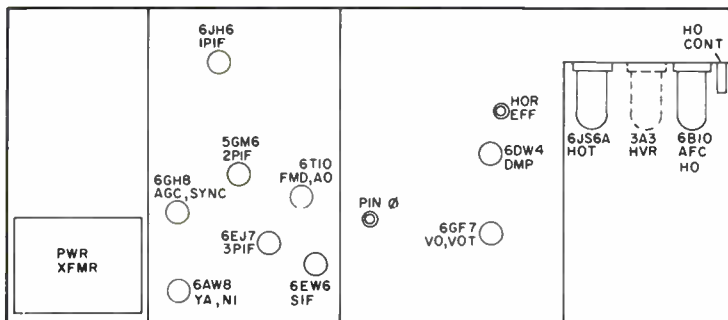 HO
CONT
6JH6
1PIF
HOR
EFF
6JS6A
HOT
3A3
HVR
6B10
AFC
HO
5GM6
2PIF
6T10
FMD,AO
6DW4
DMP
6GH8
AGC,SYNC
PIN Ø
6GF7
VO,VOT
6EJ7
3PIF
PWR
XFMR
6EW6
SIF
6AW8
YA,NI